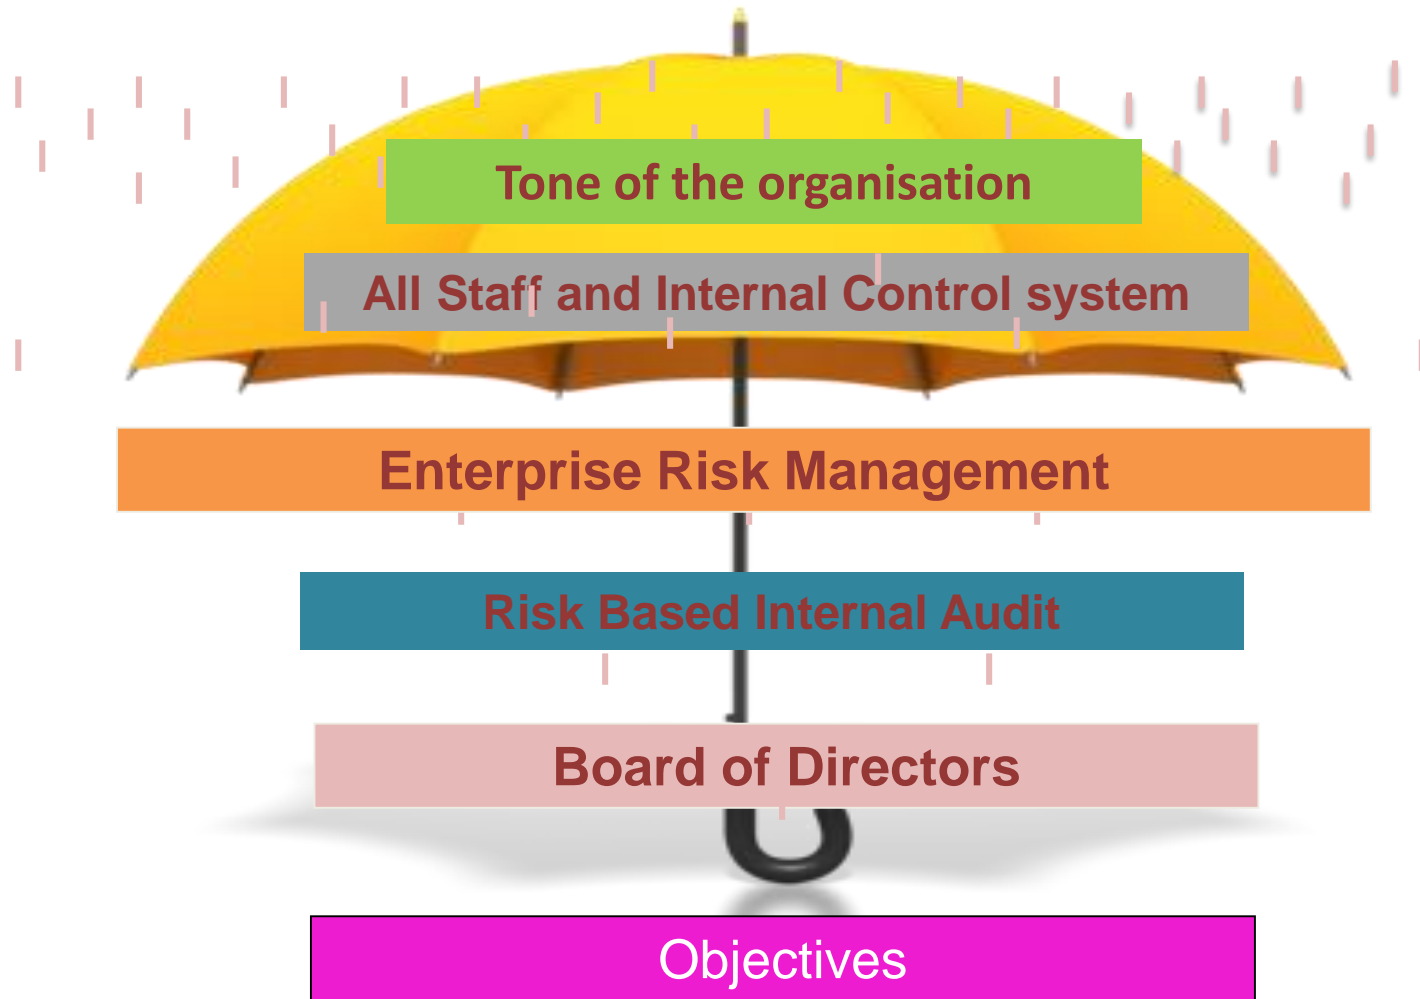 Tone of the organisation
All Staff and Internal Control system
Enterprise Risk Management
Risk Based Internal Audit
Board of Directors
Objectives